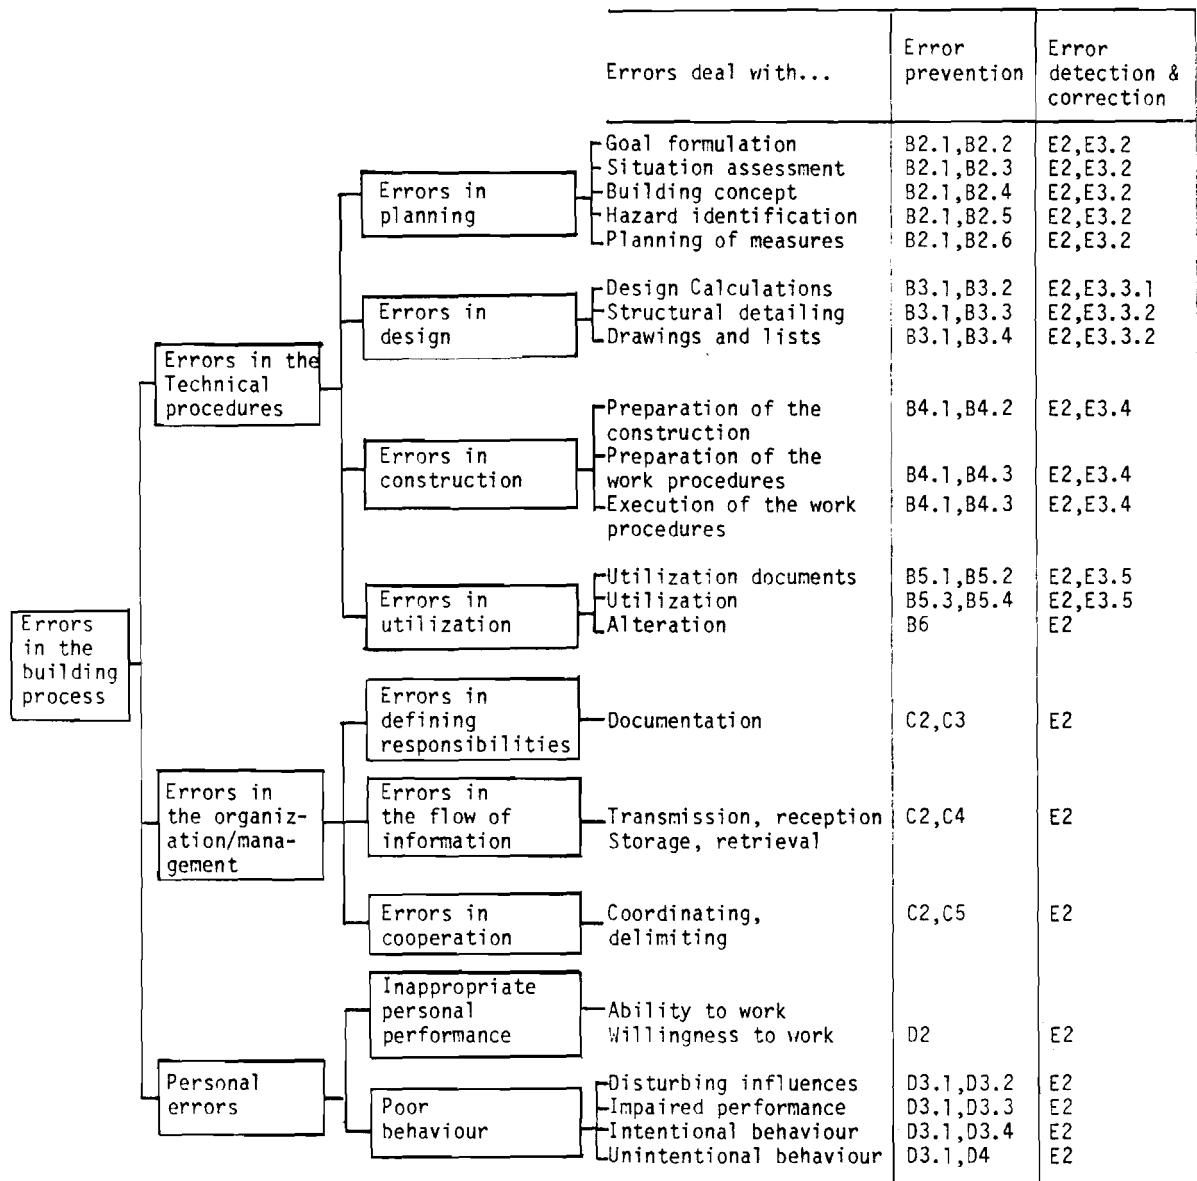 Errors deal with...
Error
prevention
Error
detection &
correction
Errors
in the
building
process
Errors in the
Technical
procedures
Errors in
planning
Goal formulation B2.1,B2.2 E2,E3.2
Situation assessment B2.1,B2.3 E2,E3.2
Building concept B2.1,B2.4 E2,E3.2
Hazard identification B2.1,B2.5 E2,E3.2
Planning of measures B2.1,B2.6 E2,E3.2
Errors in
design
Design Calculations B3.1,B3.2 E2,E3.3.1
Structural detailing B3.1,B3.3 E2,E3.3.2
Drawings and lists B3.1,B3.4 E2,E3.3.2
Errors in
construction
Preparation of the B4.1,B4.2 E2,E3.4
construction
Preparation of the
work procedures B4.1,B4.3 E2,E3.4
Execution of the work B4.1,B4.3 E2,E3.4
procedures
Errors in
utilization
Utilization documents B5.1,B5.2 E2,E3.5
Utilization B5.3,B5.4 E2,E3.5
Alteration B6 E2
Errors in
the organiz-
ation/mana-
gement
Errors in
defining
responsibilities
Documentation C2,C3 E2
Errors in
the flow of
information
Transmission, reception C2,C4 E2
Storage, retrieval
Errors in
cooperation
Coordinating, C2,C5 E2
delimiting
Personal
errors
Inappropriate
personal
performance
Ability to work
Willingness to work D2 E2
Poor
behaviour
Disturbing influences D3.1,D3.2 E2
Impaired performance D3.1,D3.3 E2
Intentional behaviour D3.1,D3.4 E2
Unintentional behaviour D3.1,D4 E2